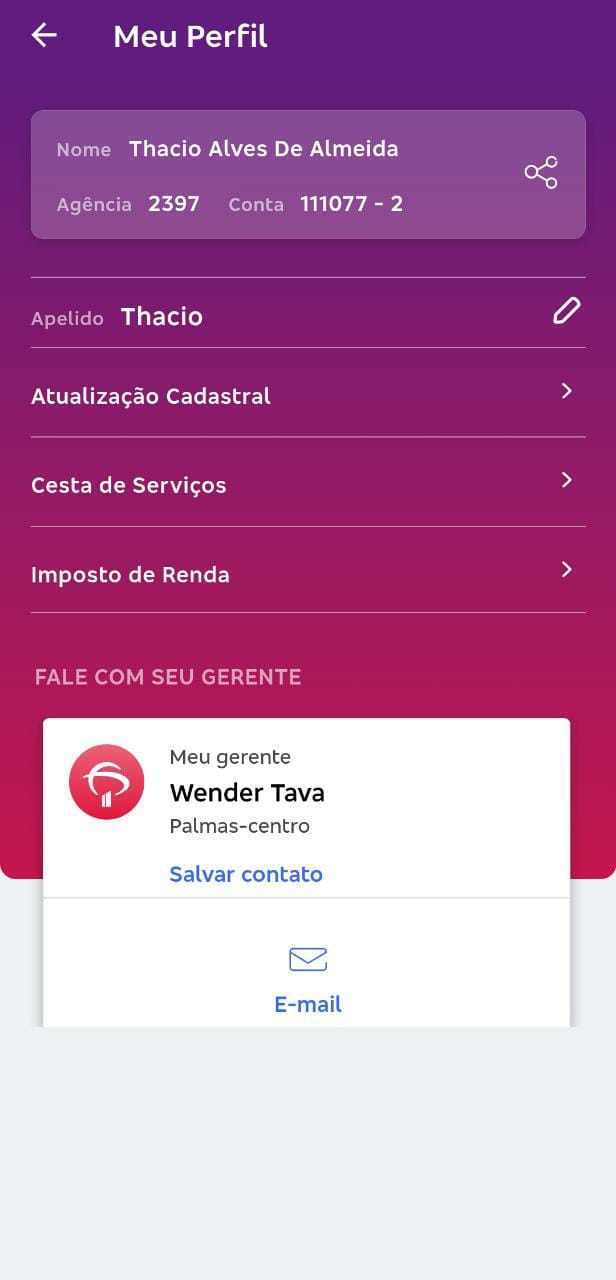 Meu Perfil
Nome Thacio Alves De Almeida
Agência 2397 Conta 111077 - 2
Apelido Thacio
Atualização Cadastral
Cesta de Serviços
Imposto de Renda
FALE COM SEU GERENTE
Meu gerente
Wender Tava
Palmas-centro
Salvar contato
E-mail